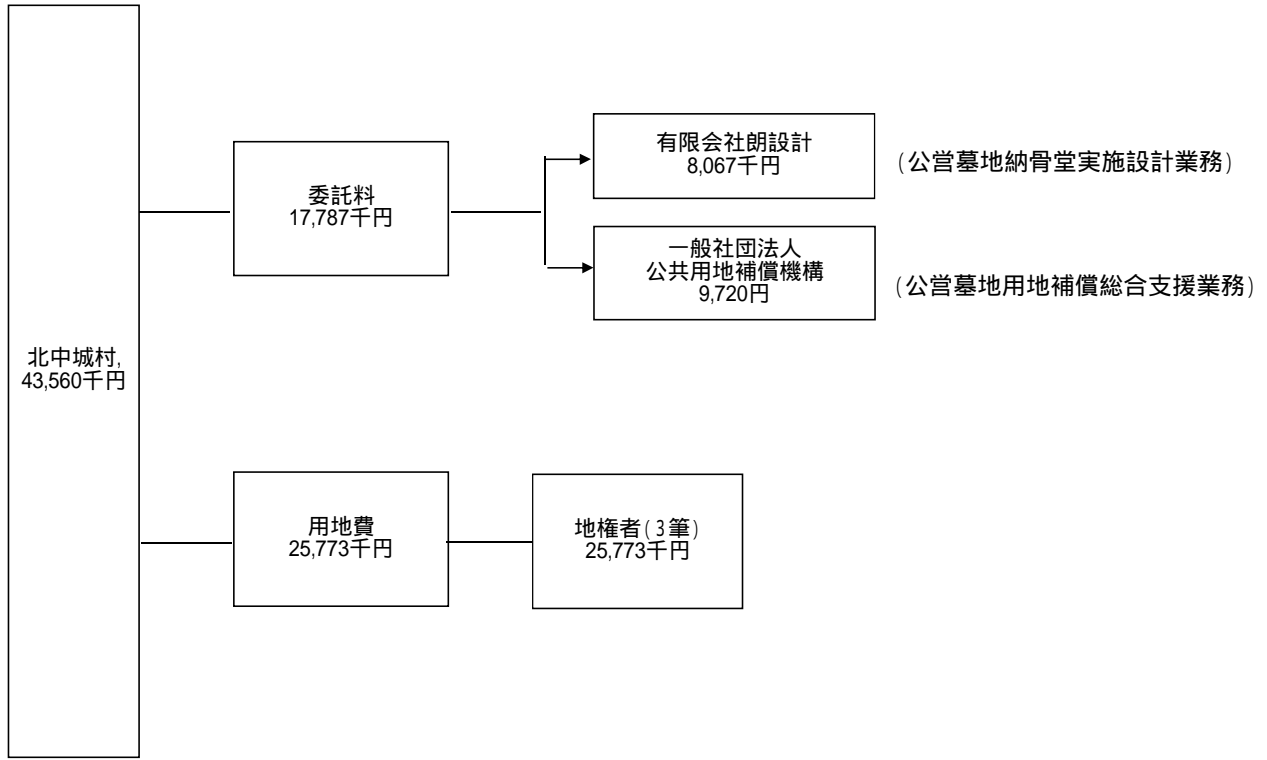 北中城村,
43,560千円
委託料
17,787千円
有限会社朗設計
8,067千円
(公営墓地納骨堂実施設計業務)
一般社団法人
公共用地補償機構
9,720円
(公営墓地用地補償総合支援業務)
用地費
25,773千円
地権者(3筆)
25,773千円